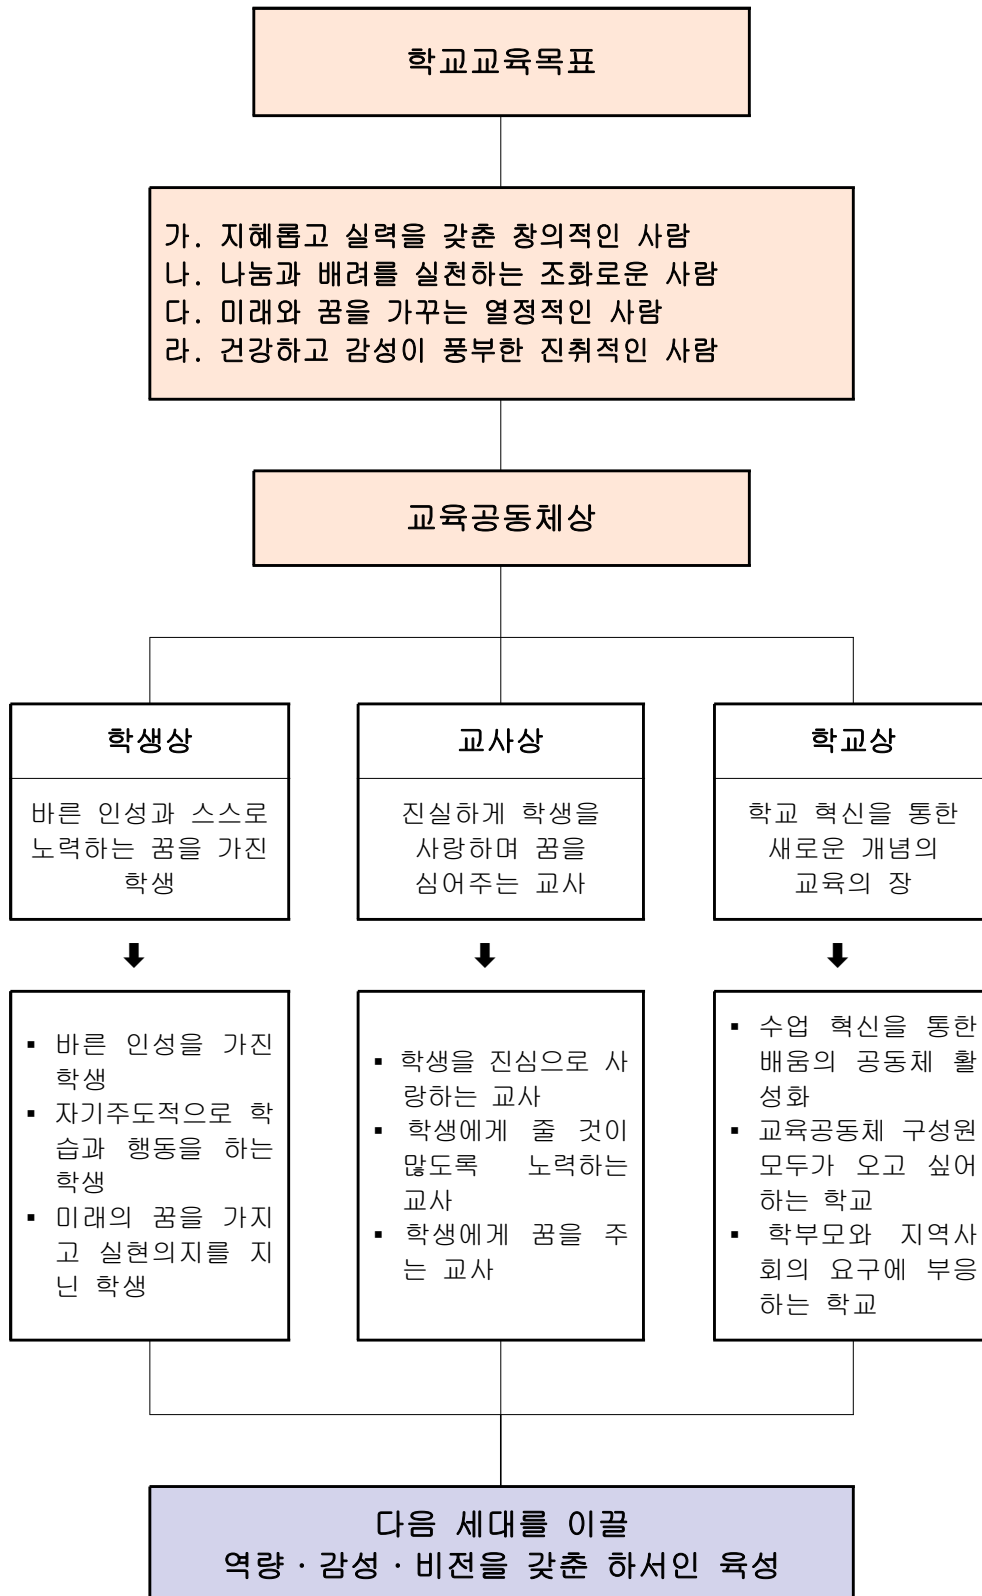 학교교육목표
가. 지혜롭고 실력을 갖춘 창의적인 사람
나. 나눔과 배려를 실천하는 조화로운 사람
다. 미래와 꿈을 가꾸는 열정적인 사람
라. 건강하고 감성이 풍부한 진취적인 사람
교육공동체상
학생상
바른 인성과 스스로
노력하는 꿈을 가진
학생
교사상
진실하게 학생을
사랑하며 꿈을
심어주는 교사
학교상
학교 혁신을 통한
새로운 개념의
교육의 장
⬇
⬇
⬇
▪ 바른 인성을 가진
학생
▪ 자기주도적으로 학
습과 행동을 하는
학생
▪ 미래의 꿈을 가지
고 실현의지를 지
닌 학생
▪ 학생을 진심으로 사
랑하는 교사
▪ 학생에게 줄 것이
많도록 노력하는
교사
▪ 학생에게 꿈을 주
는 교사
▪ 수업 혁신을 통한
배움의 공동체 활
성화
▪ 교육공동체 구성원
모두가 오고 싶어
하는 학교
▪ 학부모와 지역사
회의 요구에 부응
하는 학교
다음 세대를 이끌
역량·감성·비전을 갖춘 하서인 육성